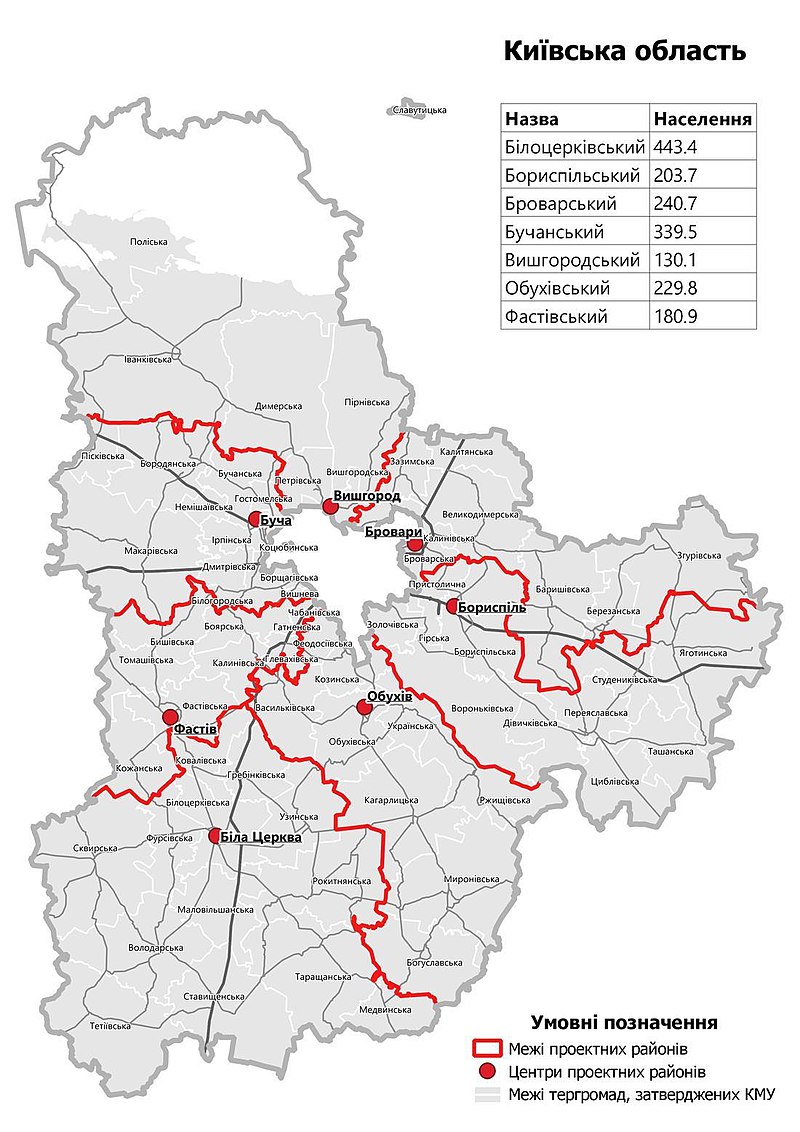 Київська область
Славутицька
Назва Населення
Білоцерківський 443.4
Бориспільський 203.7
Броварський 240.7
Бучанський 339.5
Вишгородський 130.1
Обухівський 229.8
Фастівський 180.9
Поліська
Іванківська
Димерська
Пірнівська
Пісківська
Бородянська
Бучанська
Петрівська
Вишгородська
Зазимська
Калитянська
Гостомельська
Вишгород
Немішаївська
Буча
Великодимерська
Бровари
Калинівська
Ірпінська
Коцюбинська
Макарівська
Броварська
Згурівська
Дмитрівська
Борщагівська
Пристолична
Баришівська
Вишнева
Білогородська
Бориспіль
Березанська
Чабанівська
Боярська
Гатненська
Золочівська
Гірська
Бишівська
Феодосіївська
Бориспільська
Яготинська
Томашівська
Калинівська
Глевахівська
Козинська
Студениківська
Обухів
Фастівська
Васильківська
Вороньківська
Переяславська
Фастів
Українська
Дівичківська
Обухівська
Ташанська
Ковалівська
Кожанська
Гребінківська
Циблівська
Білоцерківська
Кагарлицька
Ржищівська
Узинська
Фурсівська
Біла Церква
Сквирська
Рокитнянська
Миронівська
Маловільшанська
Володарська
Богуславська
Таращанська
Ставищенська
Медвинська
Тетіївська
Умовні позначення
Межі проектних районів
Центри проектних районів
Межі тергромад, затверджених КМУ